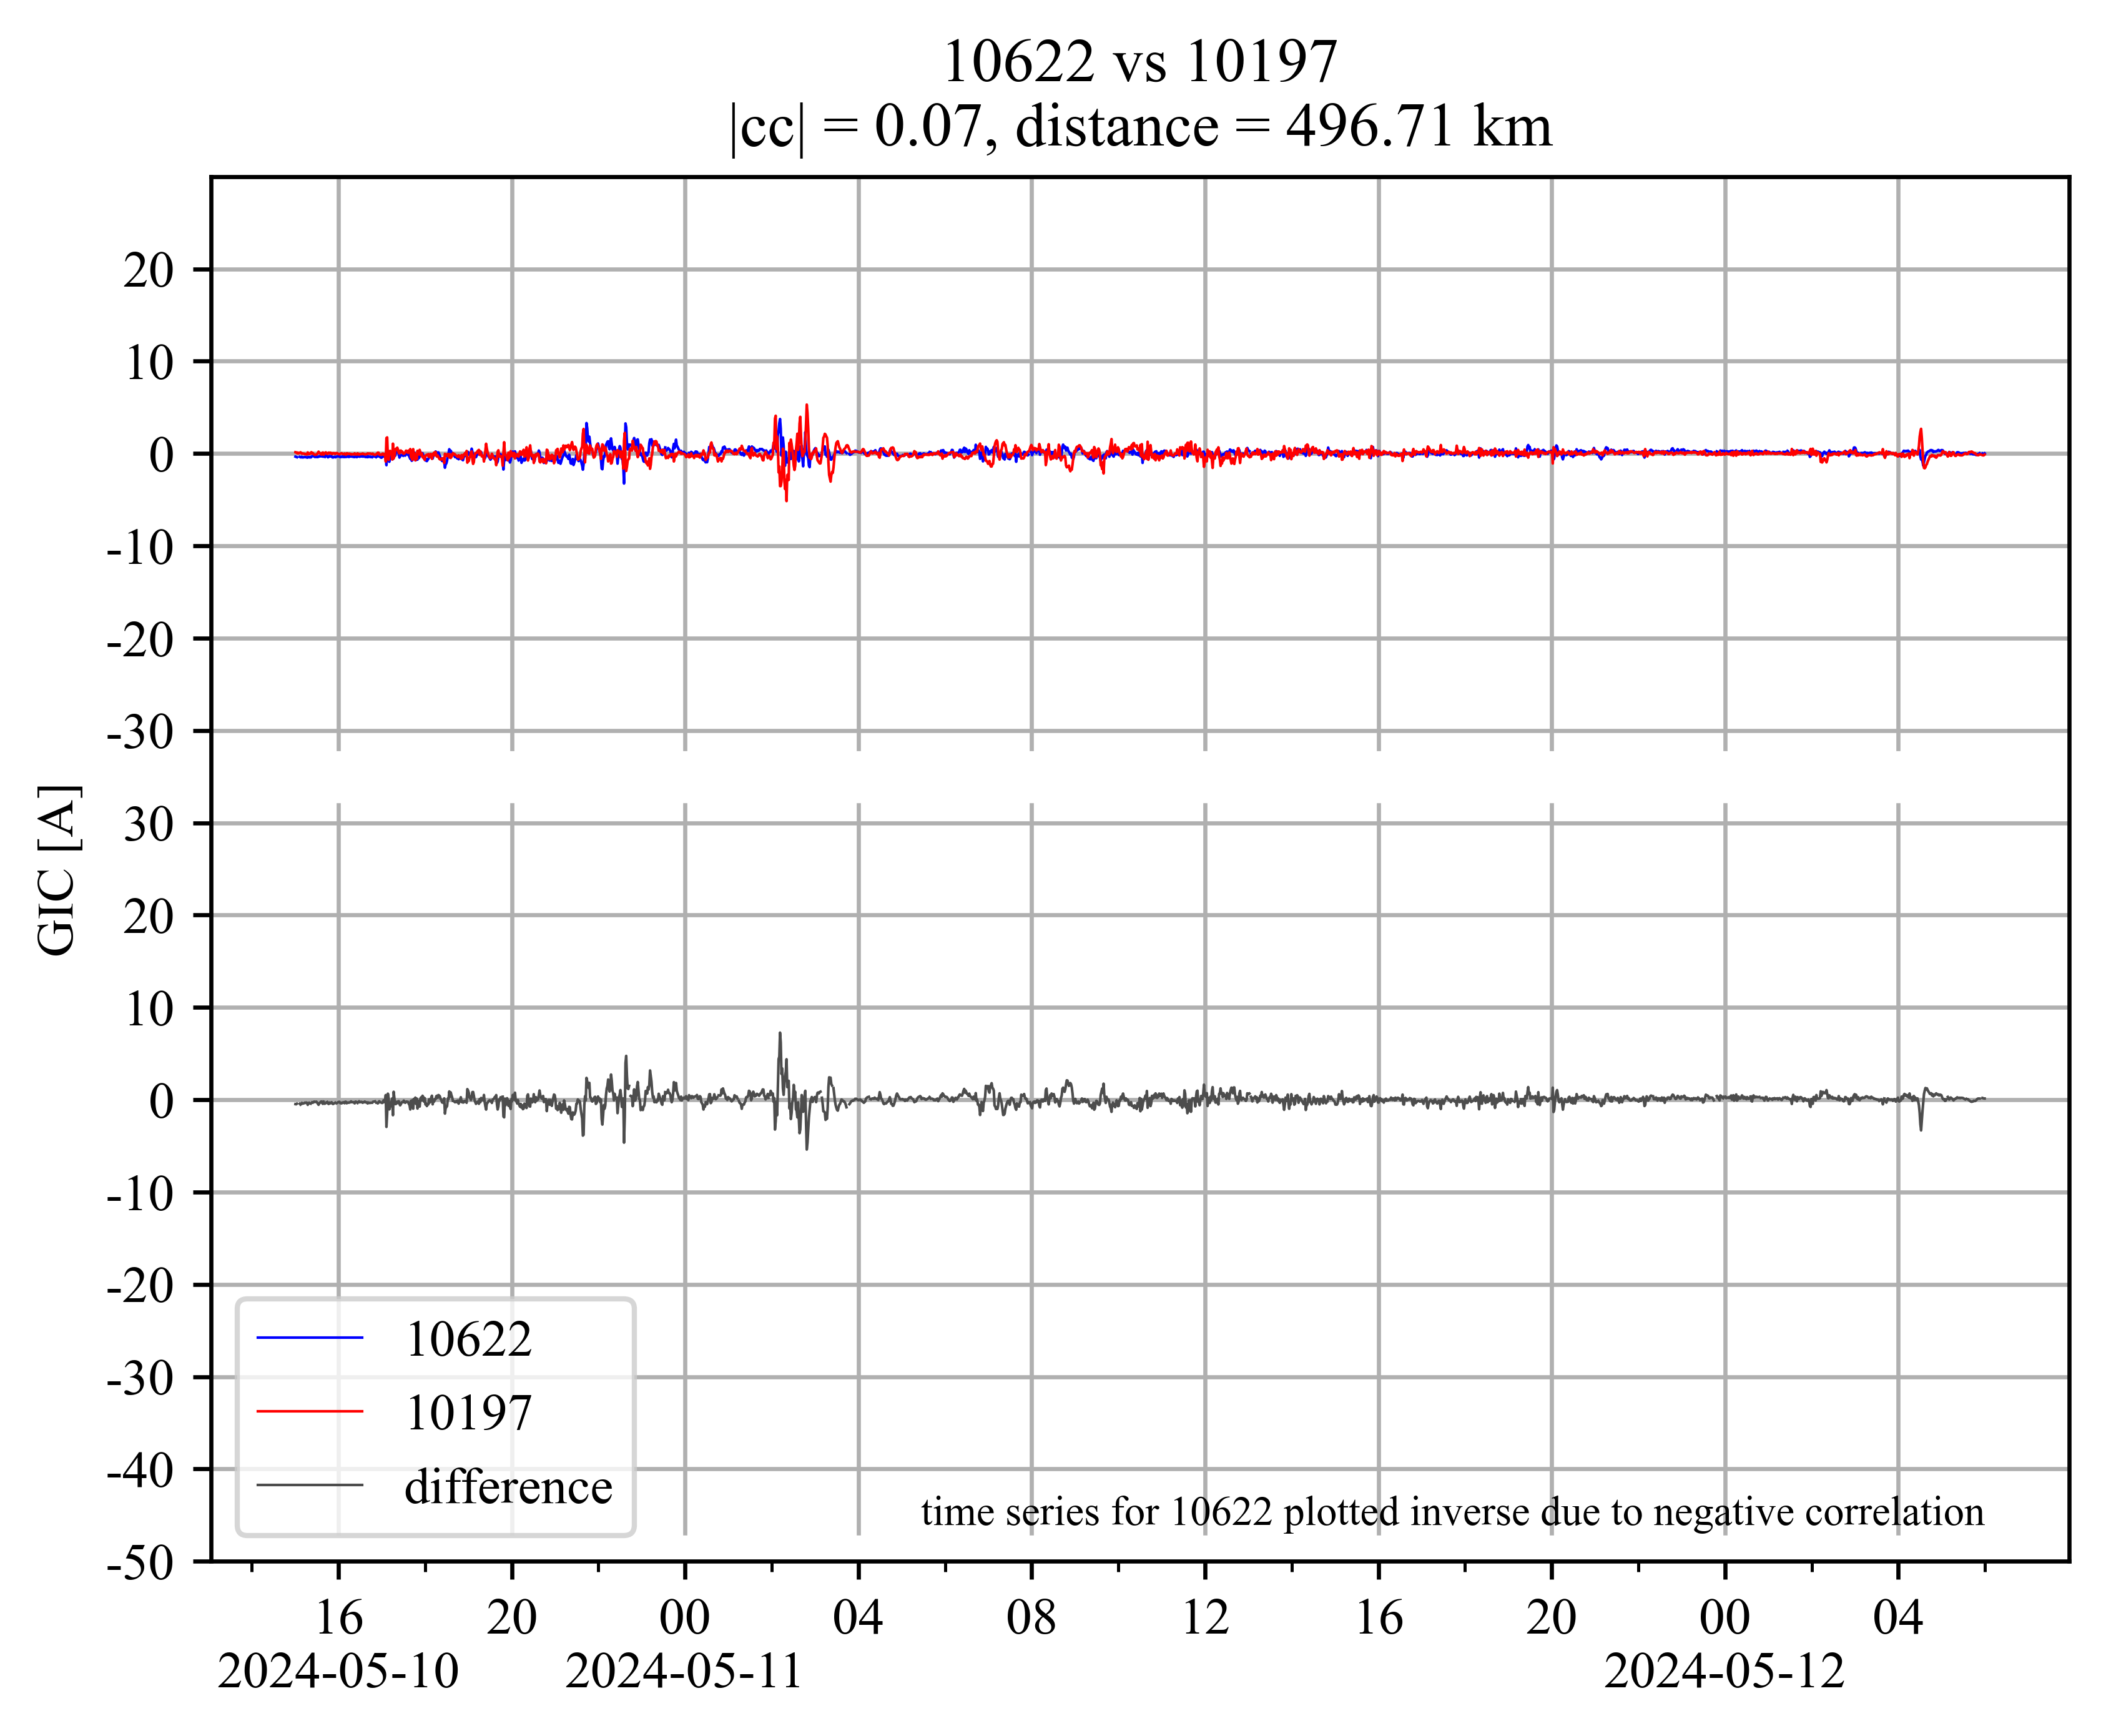 10622 vs 10197
|cc| = 0.07, distance = 496.71 km
20
10
0
-10
-20
-30
30
20
10
0
-10
-20
-30
-40
-50
GIC [A]
10622
10197
difference
time series for 10622 plotted inverse due to negative correlation
16 20 00 04 08 12 16 20 00 04
2024-05-10 2024-05-11 2024-05-12